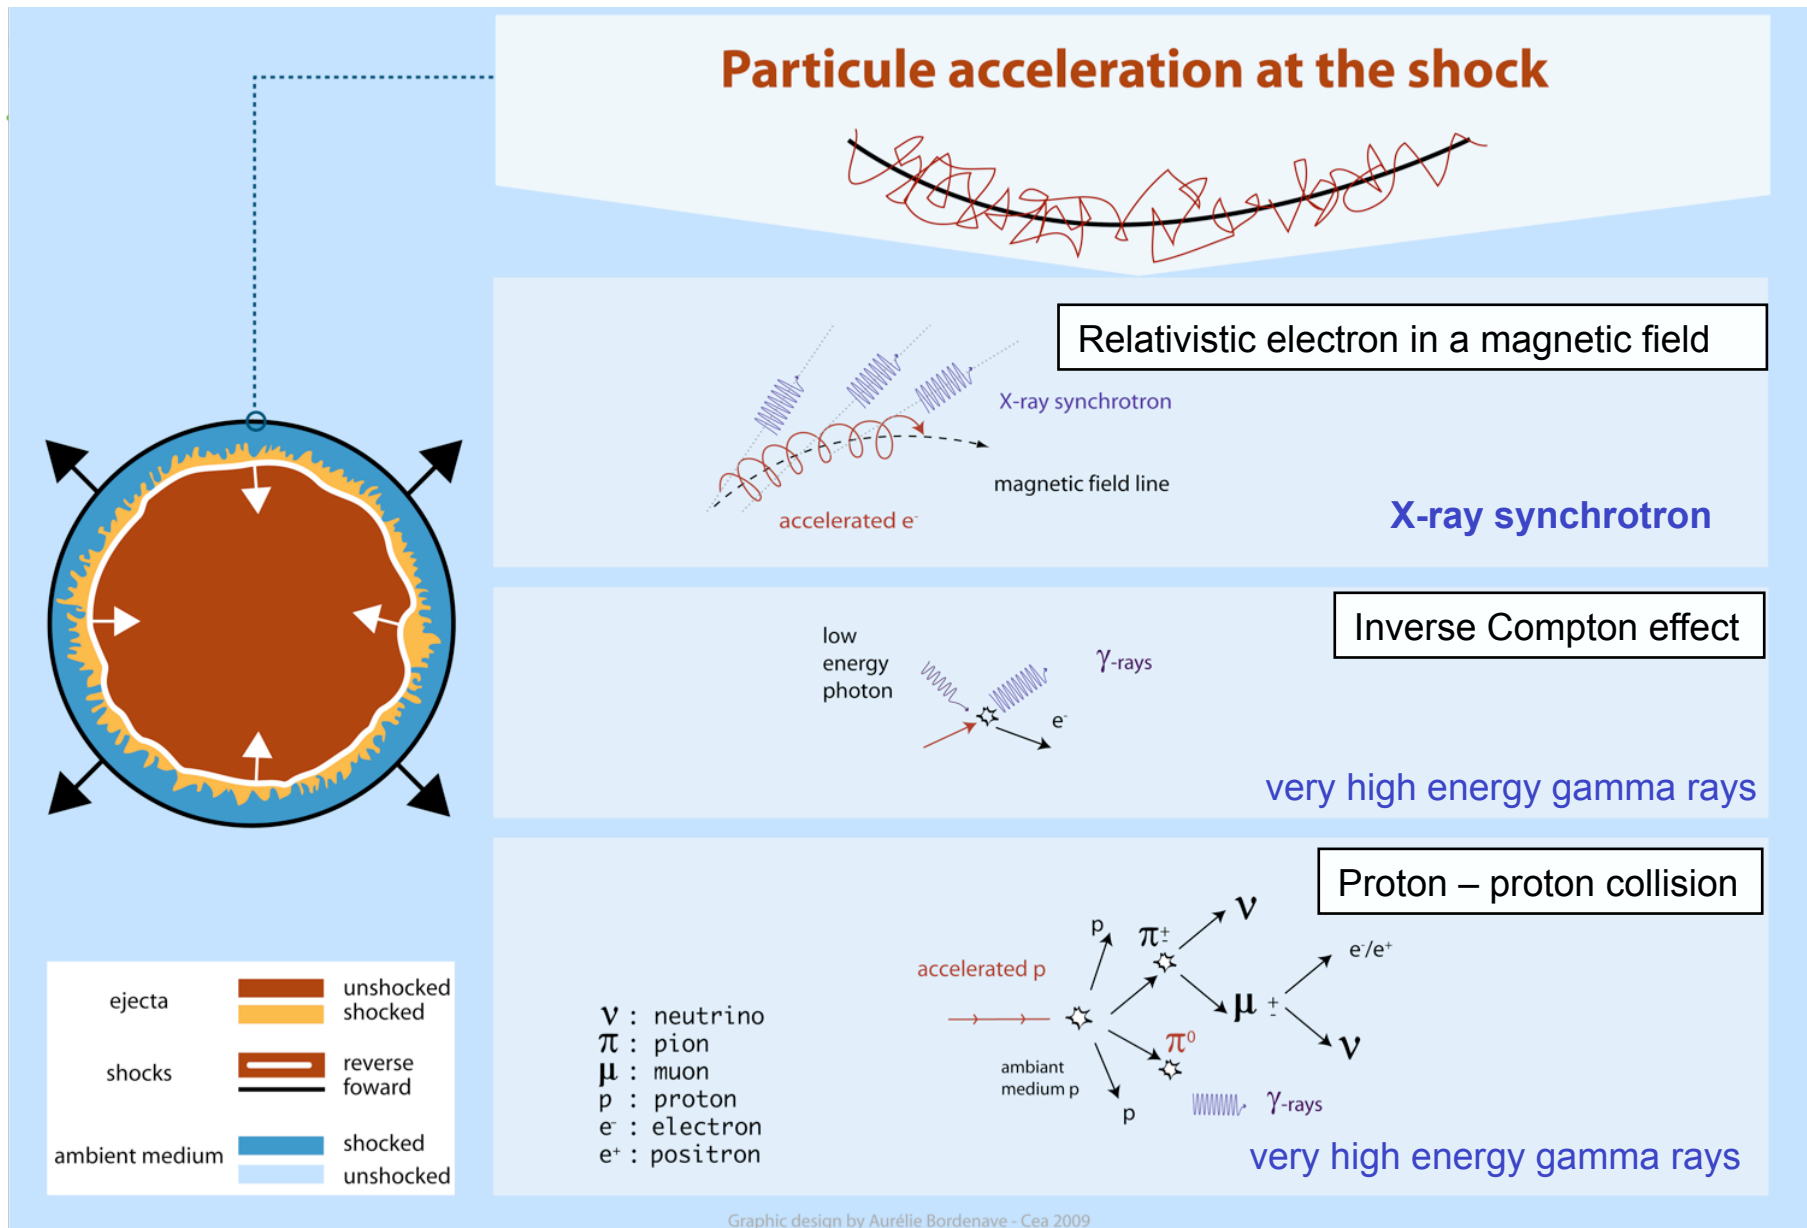 Particule acceleration at the shock
Relativistic electron in a magnetic field
X-ray synchrotron
magnetic field line
accelerated e⁻
X-ray synchrotron
Inverse Compton effect
low
energy
photon
γ-rays
e⁻
very high energy gamma rays
Proton – proton collision
accelerated p
p
π±
ν
e⁻/e⁺
μ ±
ν
π⁰
ambiant
medium p
p
γ-rays
ν : neutrino
π : pion
μ : muon
p : proton
e⁻ : electron
e⁺ : positron
very high energy gamma rays
ejecta
unshocked
shocked
shocks
reverse
foward
ambient medium
shocked
unshocked
Graphic design by Aurélie Bordenave - Cea 2009